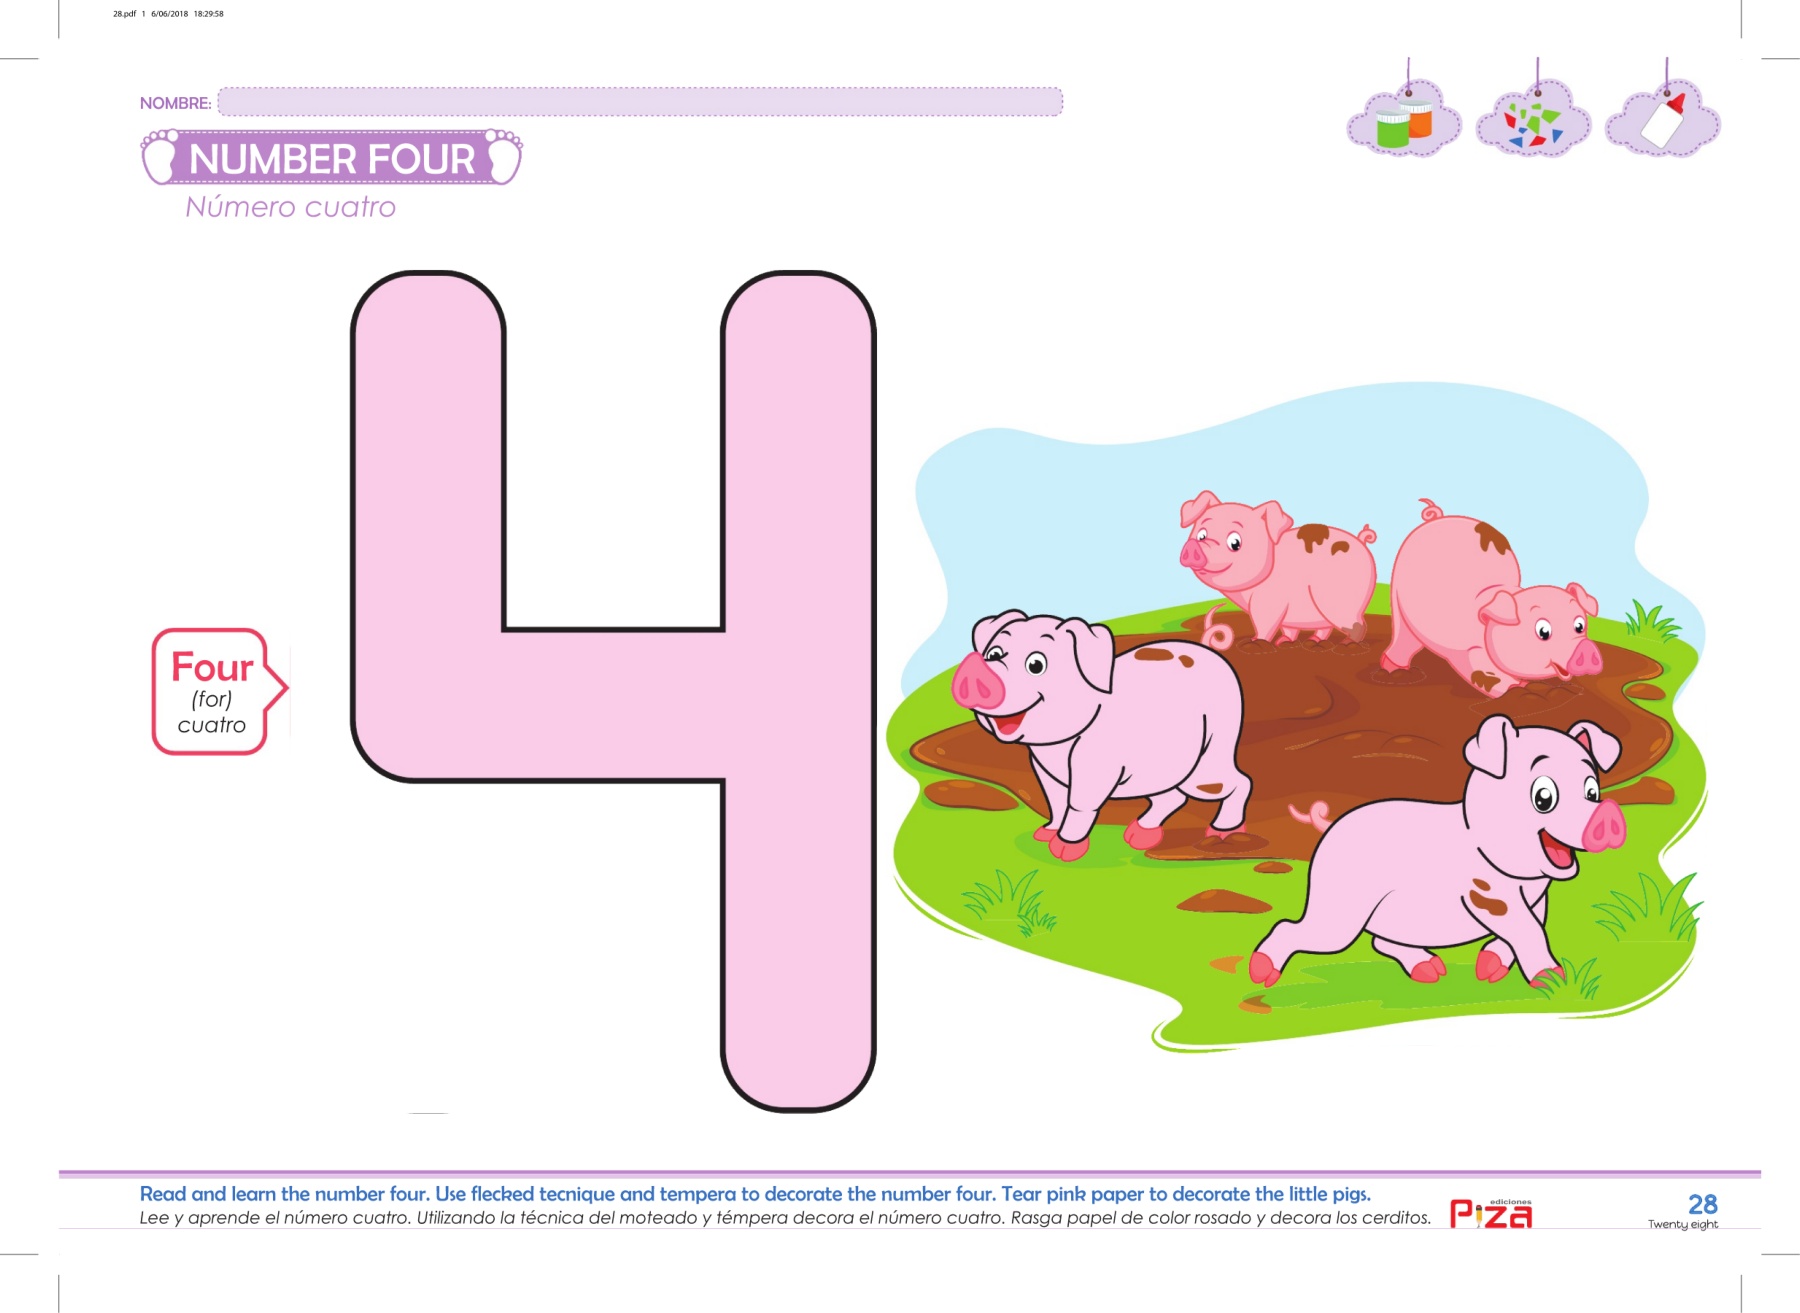 28.pdf 1 6/06/2018 18:29:58
NOMBRE:
NUMBER FOUR
Número cuatro
4
Four
(for)
cuatro
Read and learn the number four. Use flecked tecnique and tempera to decorate the number four. Tear pink paper to decorate the little pigs.
Lee y aprende el número cuatro. Utilizando la técnica del moteado y témpera decora el número cuatro. Rasga papel de color rosado y decora los cerditos.
ediciones
Piza
28
Twenty eight